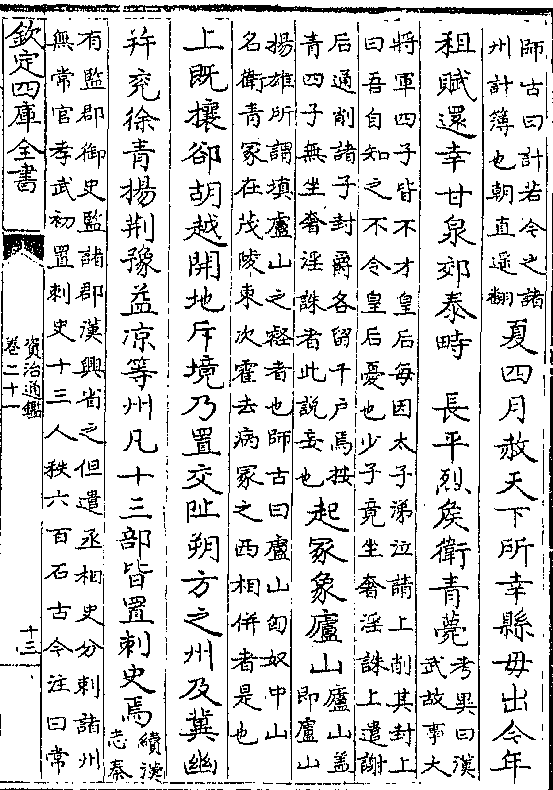 師古曰計若今之諸
州計簿也朝直遥翻
夏四月赦天下所幸縣毋出今年
租賦還幸甘泉郊泰畤　長平烈矦衛青薨
考異曰漢
武故事大
將軍四子皆不才皇后每因太子涕泣請上削其封上
曰吾自知之不令皇后憂也少子竟坐奢淫誅上遣謝
后通削諸子封爵各留千戶焉按
青四子無坐奢淫誅者此說妄也
起冢象廬山
廬山蓋
即廬山
揚雄所謂填廬山之壑者也師古曰廬山匈奴中山
名衛青冢在茂陵東次霍去病冢之西相併者是也
上既攘卻胡越開地斥境乃置交阯朔方之州及冀幽
幷兖徐青揚荆豫益凉等州凡十三部皆置刺史焉
續漢
志秦
有監郡御史監諸郡漢興省之但遣丞相史分刺諸州
無常官孝武初置刺史十三人秩六百石古今注曰常
欽定四庫全書
資治通鑑
卷二十一
十三